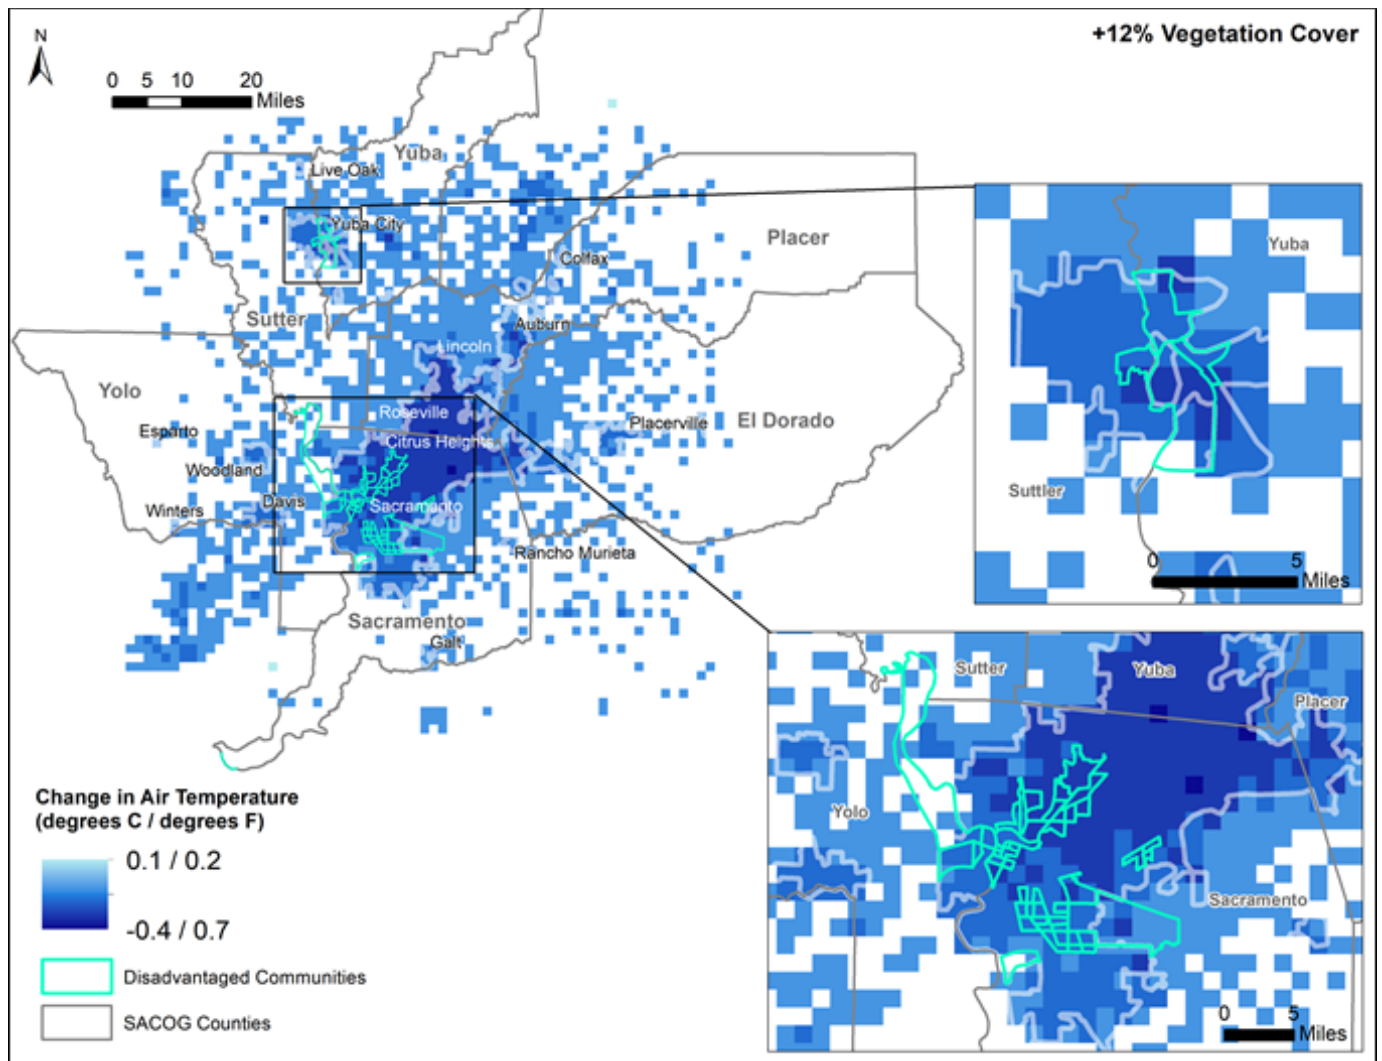 +12% Vegetation Cover
N
0 5 10 20
Miles
Yuba
Live Oak
Yuba City
Placer
Colfax
Sutter
Auburn
Lincoln
Yolo
Roseville
El Dorado
Placerville
Esparto
Citrus Heights
Woodland
Davis
Winters
Sacramento
Rancho Murieta
Sacramento
Galt
Yuba
Suttler
0 5
Miles
Sutter
Yuba
Placer
Yolo
Sacramento
0 5
Miles
Change in Air Temperature
(degrees C / degrees F)
0.1 / 0.2
-0.4 / 0.7
Disadvantaged Communities
SACOG Counties